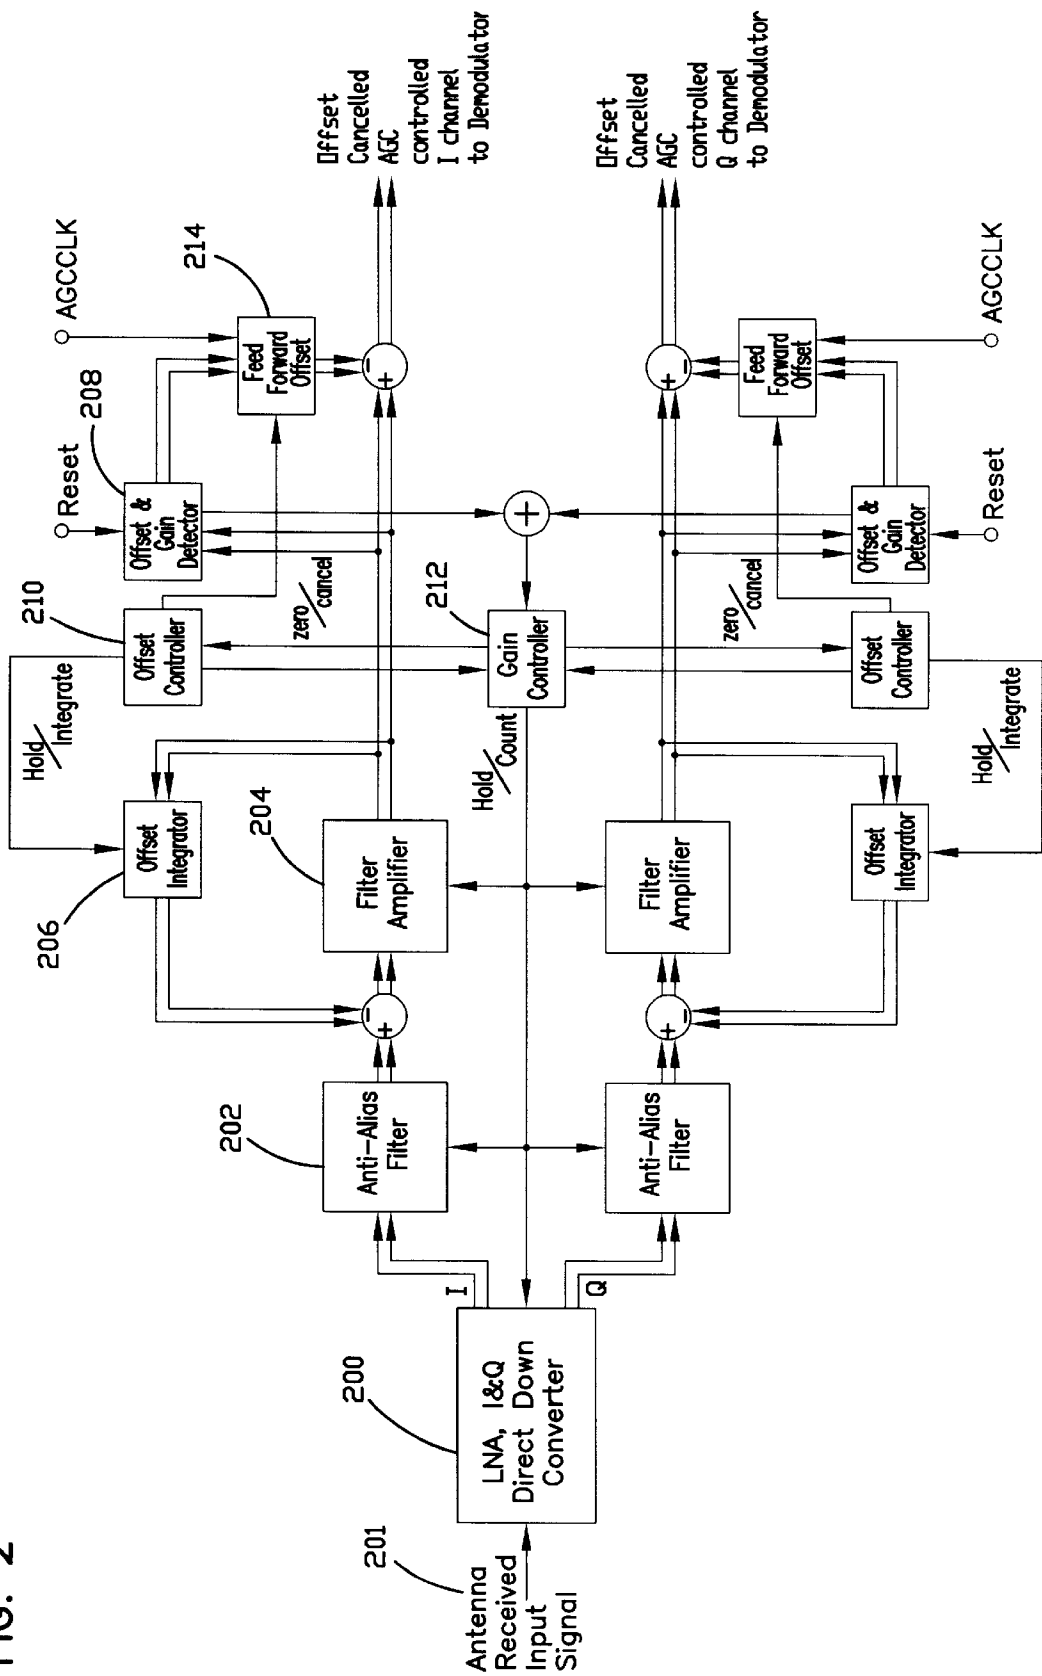 FIG. 2
Antenna
Received
Input
Signal
201
200
LNA, I&Q
Direct Down
Converter
I
Q
202
Anti-Alias
Filter
Anti-Alias
Filter
204
Filter
Amplifier
Filter
Amplifier
206
Offset
Integrator
Offset
Integrator
Hold/Integrate
Hold/Integrate
Hold/Count
210
Offset
Controller
Offset
Controller
212
Gain
Controller
zero/cancel
zero/cancel
208
Reset
Offset &
Gain
Detector
Offset &
Gain
Detector
Reset
214
AGCCLK
Feed
Forward
Offset
Feed
Forward
Offset
AGCCLK
+
-
+
-
+
+
-
+
-
Offset
Cancelled
AGC
controlled
I channel
to Demodulator
Offset
Cancelled
AGC
controlled
Q channel
to Demodulator